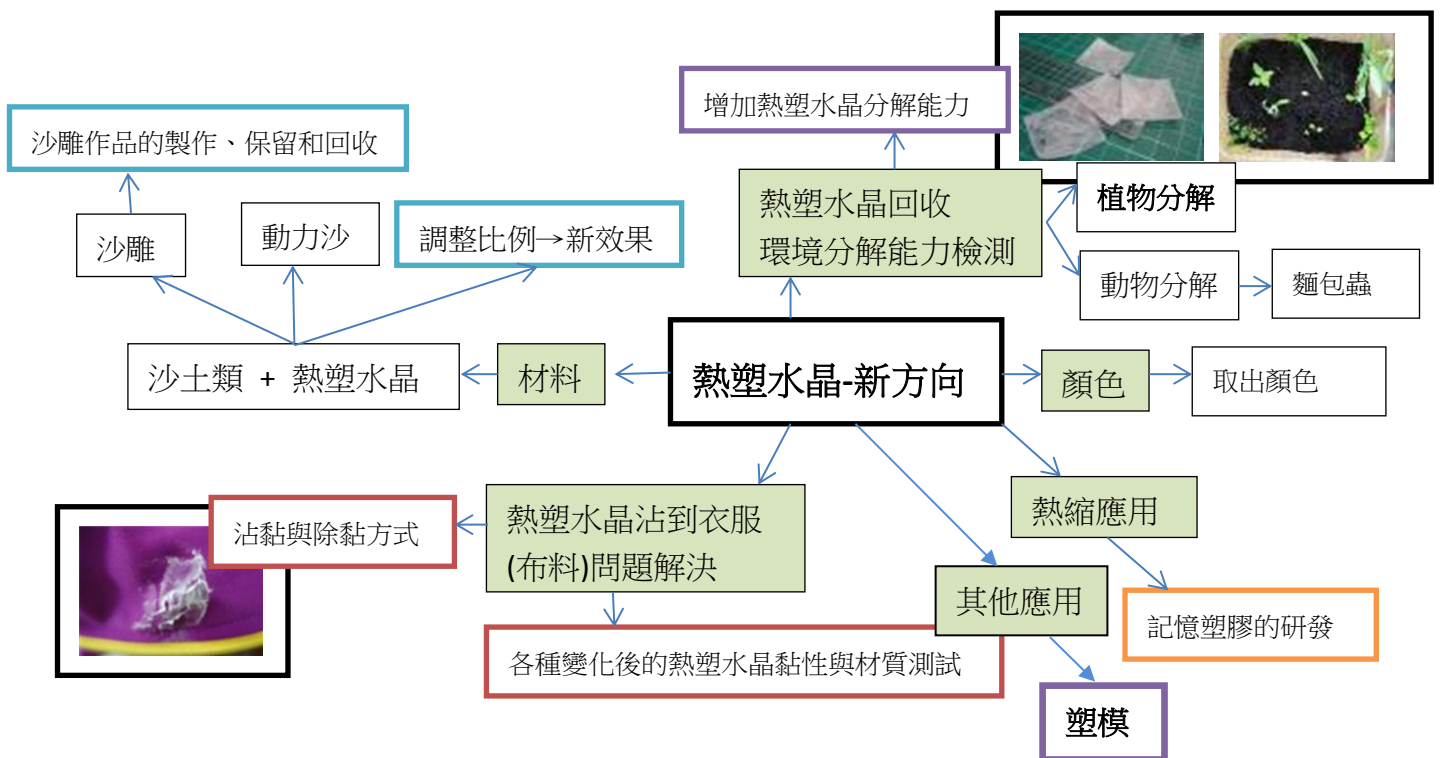 增加熱塑水晶分解能力
沙雕作品的製作、保留和回收
熱塑水晶回收
環境分解能力檢測
植物分解
沙雕
動力沙
調整比例→新效果
動物分解
麵包蟲
沙土類 + 熱塑水晶
材料
熱塑水晶-新方向
顏色
取出顏色
沾黏與除黏方式
熱塑水晶沾到衣服
(布料)問題解決
熱縮應用
其他應用
記憶塑膠的研發
各種變化後的熱塑水晶黏性與材質測試
塑模